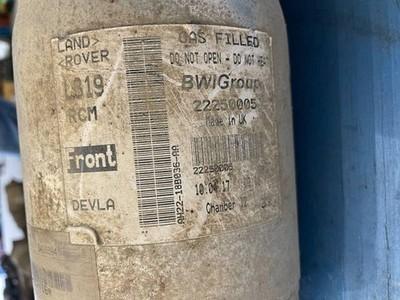 LAND>
<ROVER
L319
RCM
Front
DEVLA
AH22-18B036-AA
GAS FILLED
DO NOT OPEN - DO NOT HEAT
BWIGroup
22250005
Made in UK
22250005
10:04 17
Chamber